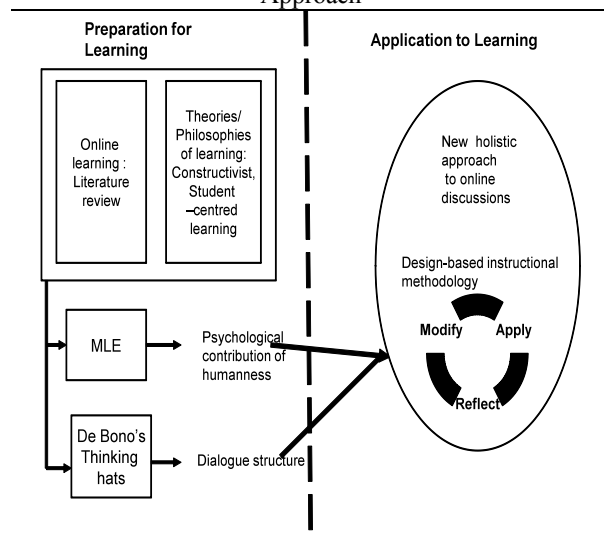 Approach
Preparation for
Learning
Application to Learning
Online
learning :
Literature
review
Theories/
Philosophies
of learning:
Constructivist,
Student
–centred
learning
New holistic
approach
to online
discussions
Design-based instructional
methodology
Modify
Apply
Reflect
MLE
Psychological
contribution of
humanness
De Bono's
Thinking
hats
Dialogue structure